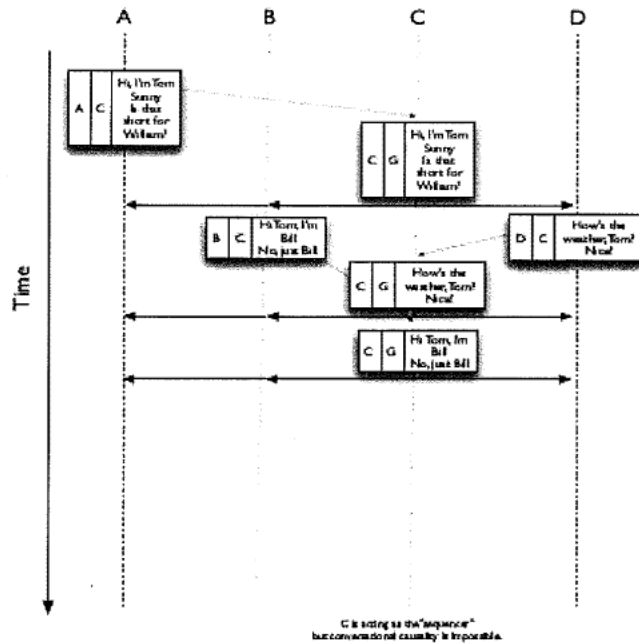 A
B
C
D
Time
A
C
Hi, I'm Tom
Sunny
Is that
short for
William?
C
G
Hi, I'm Tom
Sunny
Is that
short for
William?
B
C
Hi Tom, I'm
Bill
No, just Bill
D
C
How's the
weather, Tom?
Nice!
C
G
How's the
weather, Tom?
Nice!
C
G
Hi Tom, I'm
Bill
No, just Bill
C is acting as the "sequencer"
but conversational causality is impossible.